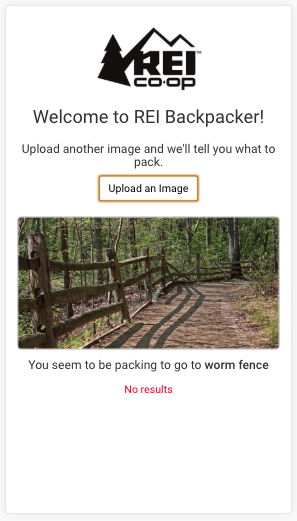 REI
co·op
Welcome to REI Backpacker!
Upload another image and we'll tell you what to
pack.
Upload an Image
You seem to be packing to go to worm fence
No results